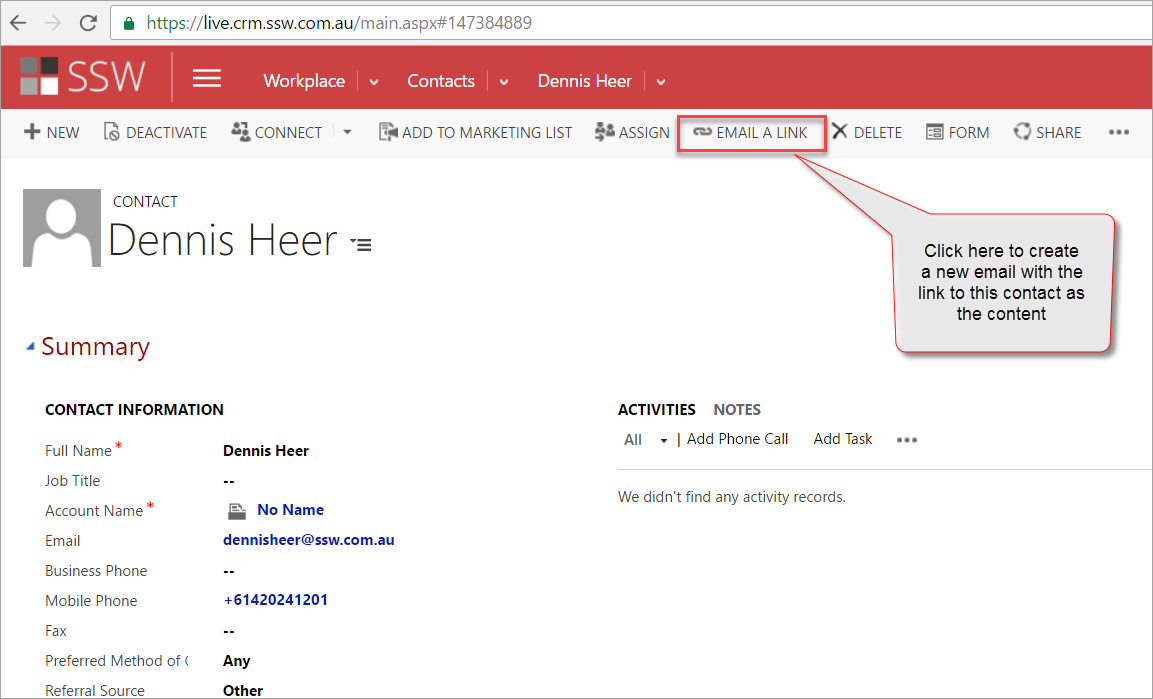 https://live.crm.ssw.com.au/main.aspx#147384889
SSW Workplace Contacts Dennis Heer
NEW DEACTIVATE CONNECT ADD TO MARKETING LIST ASSIGN EMAIL A LINK DELETE FORM SHARE
CONTACT
Dennis Heer
Click here to create
a new email with the
link to this contact as
the content
Summary
CONTACT INFORMATION
Full Name* Dennis Heer
Job Title --
Account Name* No Name
Email dennisheer@ssw.com.au
Business Phone --
Mobile Phone +61420241201
Fax --
Preferred Method of Any
Referral Source Other
ACTIVITIES NOTES
All | Add Phone Call Add Task
We didn't find any activity records.